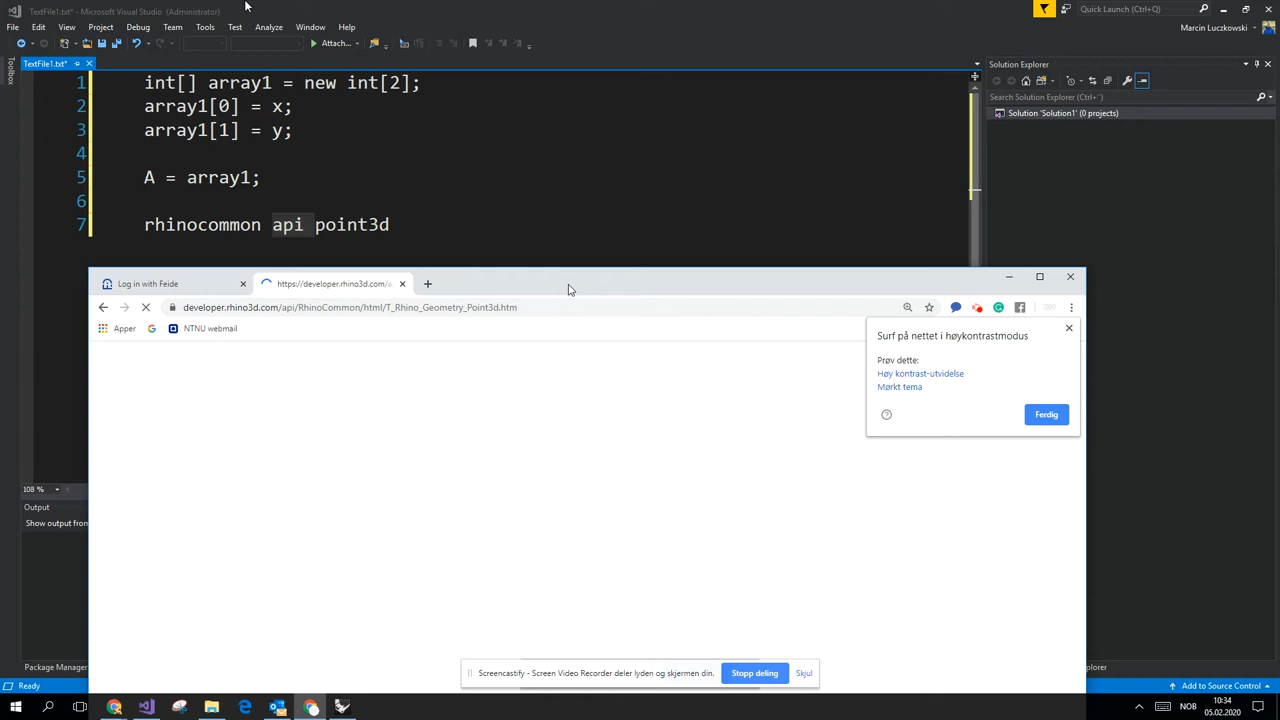 TextFile1.txt* - Microsoft Visual Studio (Administrator)
Quick Launch (Ctrl+Q)
File Edit View Project Debug Team Tools Test Analyze Window Help
Marcin Luczkowski
Attach...
Toolbox
TextFile1.txt*
Solution Explorer
Search Solution Explorer (Ctrl+¨)
Solution 'Solution1' (0 projects)
1 int[] array1 = new int[2];
2 array1[0] = x;
3 array1[1] = y;
4
5 A = array1;
6
7 rhinocommon api point3d
Log in with Feide
https://developer.rhino3d.com/a
developer.rhino3d.com/api/RhinoCommon/html/T_Rhino_Geometry_Point3d.htm
Apper
NTNU webmail
Surf på nettet i høykontrastmodus
Prøv dette:
Høy kontrast-utvidelse
Mørkt tema
Ferdig
108 %
Output
Show output from
Screencastify - Screen Video Recorder deler lyden og skjermen din.
Stopp deling
Skjul
Package Manager
plorer
Ready
Add to Source Control
NOB
10:34
05.02.2020